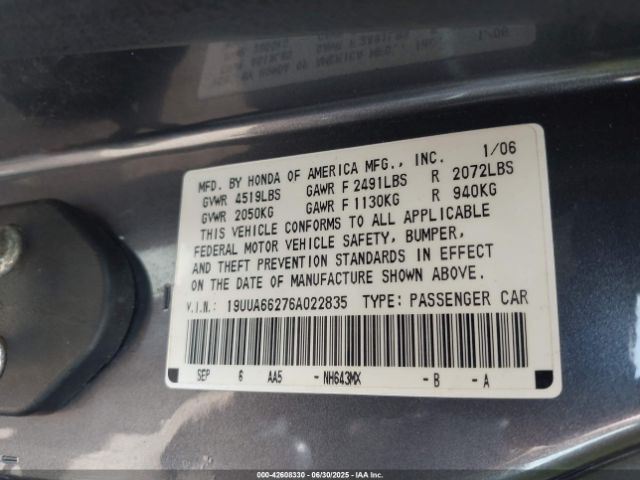 MFD. BY HONDA OF AMERICA MFG., INC. 1/06
GVWR 4519LBS GAWR F 2491LBS R 2072LBS
GVWR 2050KG GAWR F 1130KG R 940KG
THIS VEHICLE CONFORMS TO ALL APPLICABLE
FEDERAL MOTOR VEHICLE SAFETY, BUMPER,
AND THEFT PREVENTION STANDARDS IN EFFECT
ON THE DATE OF MANUFACTURE SHOWN ABOVE.
V.I.N.: 19UUA66276A022835 TYPE: PASSENGER CAR
SEP 6 AA5 -NH643MX -B -A
000-42608330 - 06/30/2025 - IAA Inc.